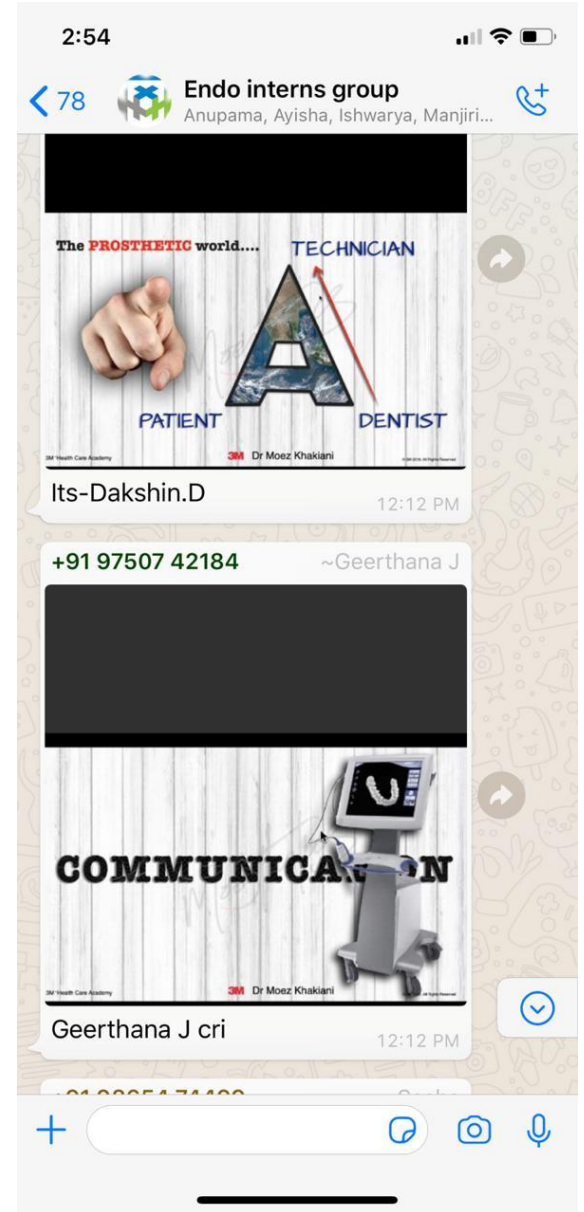 2:54
78
Endo interns group
Anupama, Ayisha, Ishwarya, Manjiri...
The PROSTHETIC world....
TECHNICIAN
A
PATIENT
DENTIST
3M Health Care Academy
3M Dr Moez Khakiani
Its-Dakshin.D
12:12 PM
+91 97507 42184
~Geerthana J
COMMUNICATION
3M Health Care Academy
3M Dr Moez Khakiani
Geerthana J cri
12:12 PM